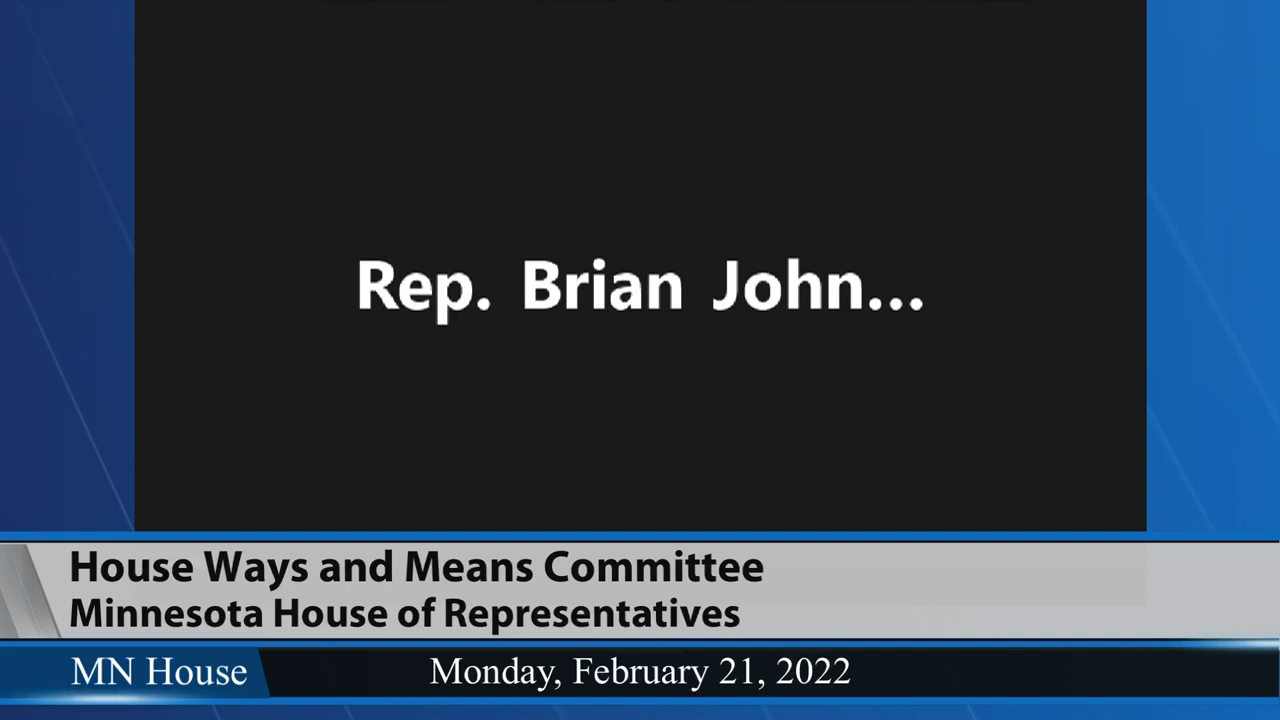 Rep. Brian John...
House Ways and Means Committee
Minnesota House of Representatives
MN House
Monday, February 21, 2022